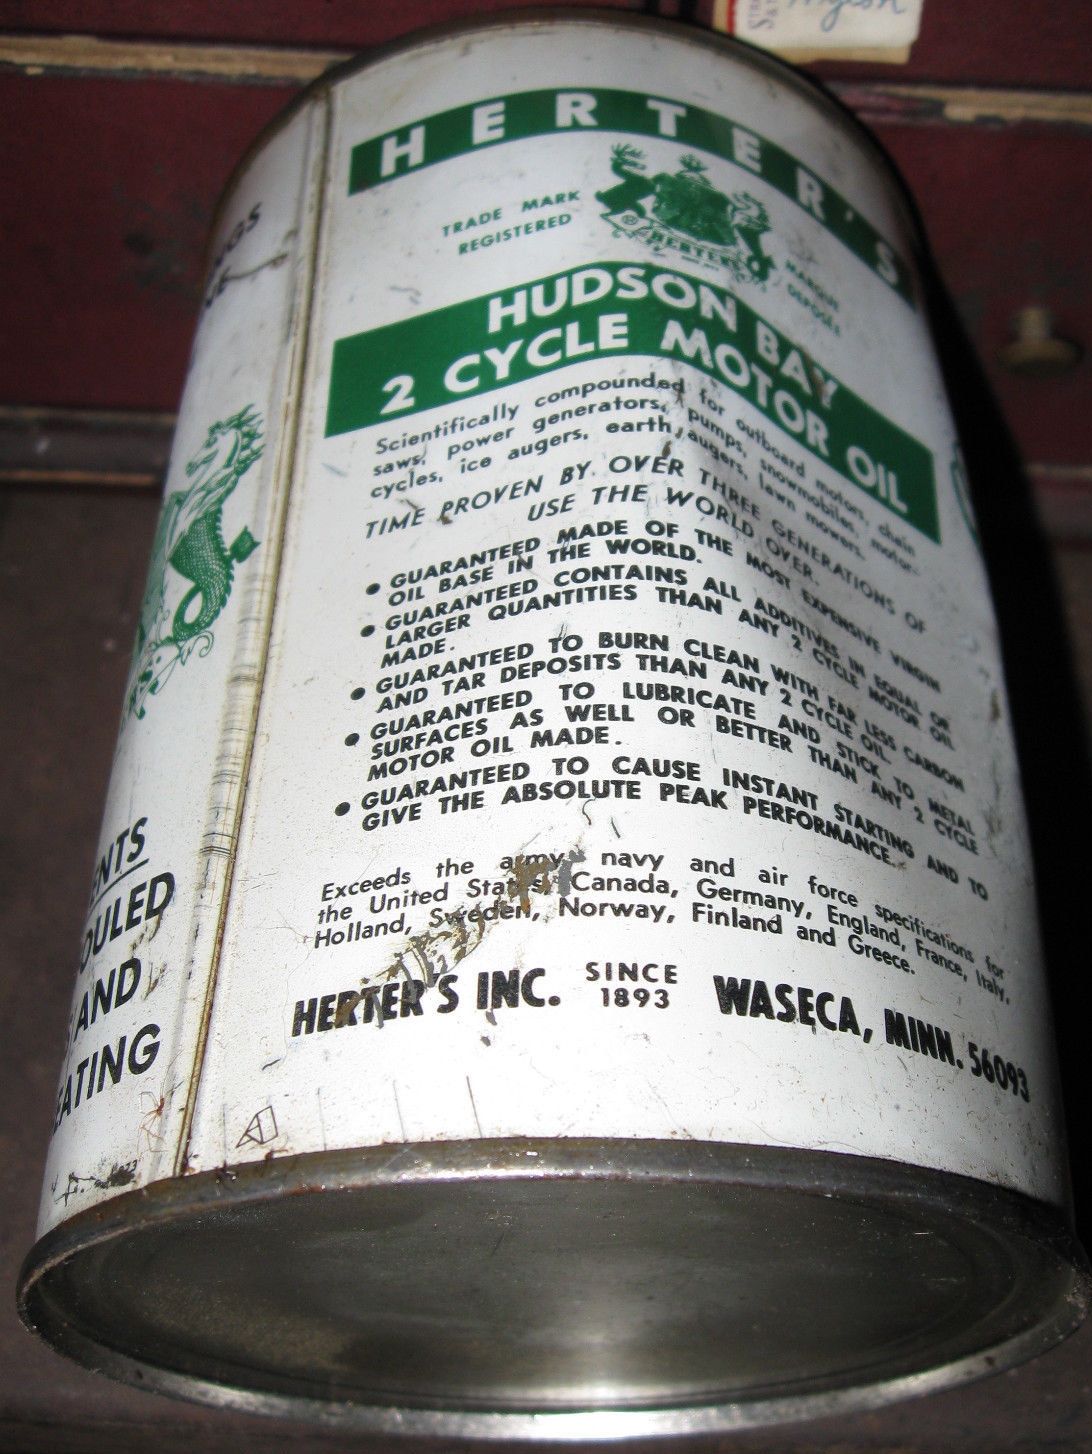 HERTER'S
TRADE MARK
REGISTERED
® HERTERS
MARQUE
DEPOSÉE
HUDSON BAY
2 CYCLE MOTOR OIL
Scientifically compounded for outboard motors, chain
saws, power generators, pumps, snowmobiles, motor-
cycles, ice augers, earth augers, lawn mowers.
TIME PROVEN BY OVER THREE GENERATIONS OF
USE THE WORLD OVER.
● GUARANTEED MADE OF THE MOST EXPENSIVE VIRGIN
OIL BASE IN THE WORLD.
● GUARANTEED CONTAINS ALL ADDITIVES IN EQUAL OR
LARGER QUANTITIES THAN ANY 2 CYCLE MOTOR OIL
MADE.
● GUARANTEED TO BURN CLEAN WITH FAR LESS CARBON
AND TAR DEPOSITS THAN ANY 2 CYCLE OIL.
● GUARANTEED TO LUBRICATE AND STICK TO METAL
SURFACES AS WELL OR BETTER THAN ANY 2 CYCLE
MOTOR OIL MADE.
● GUARANTEED TO CAUSE INSTANT STARTING AND TO
GIVE THE ABSOLUTE PEAK PERFORMANCE.
Exceeds the army, navy and air force specifications for
the United States, Canada, Germany, England, France, Italy,
Holland, Sweden, Norway, Finland and Greece.
HERTER'S INC. SINCE 1893 WASECA, MINN. 56093
ENTS
OULED
AND
EATING